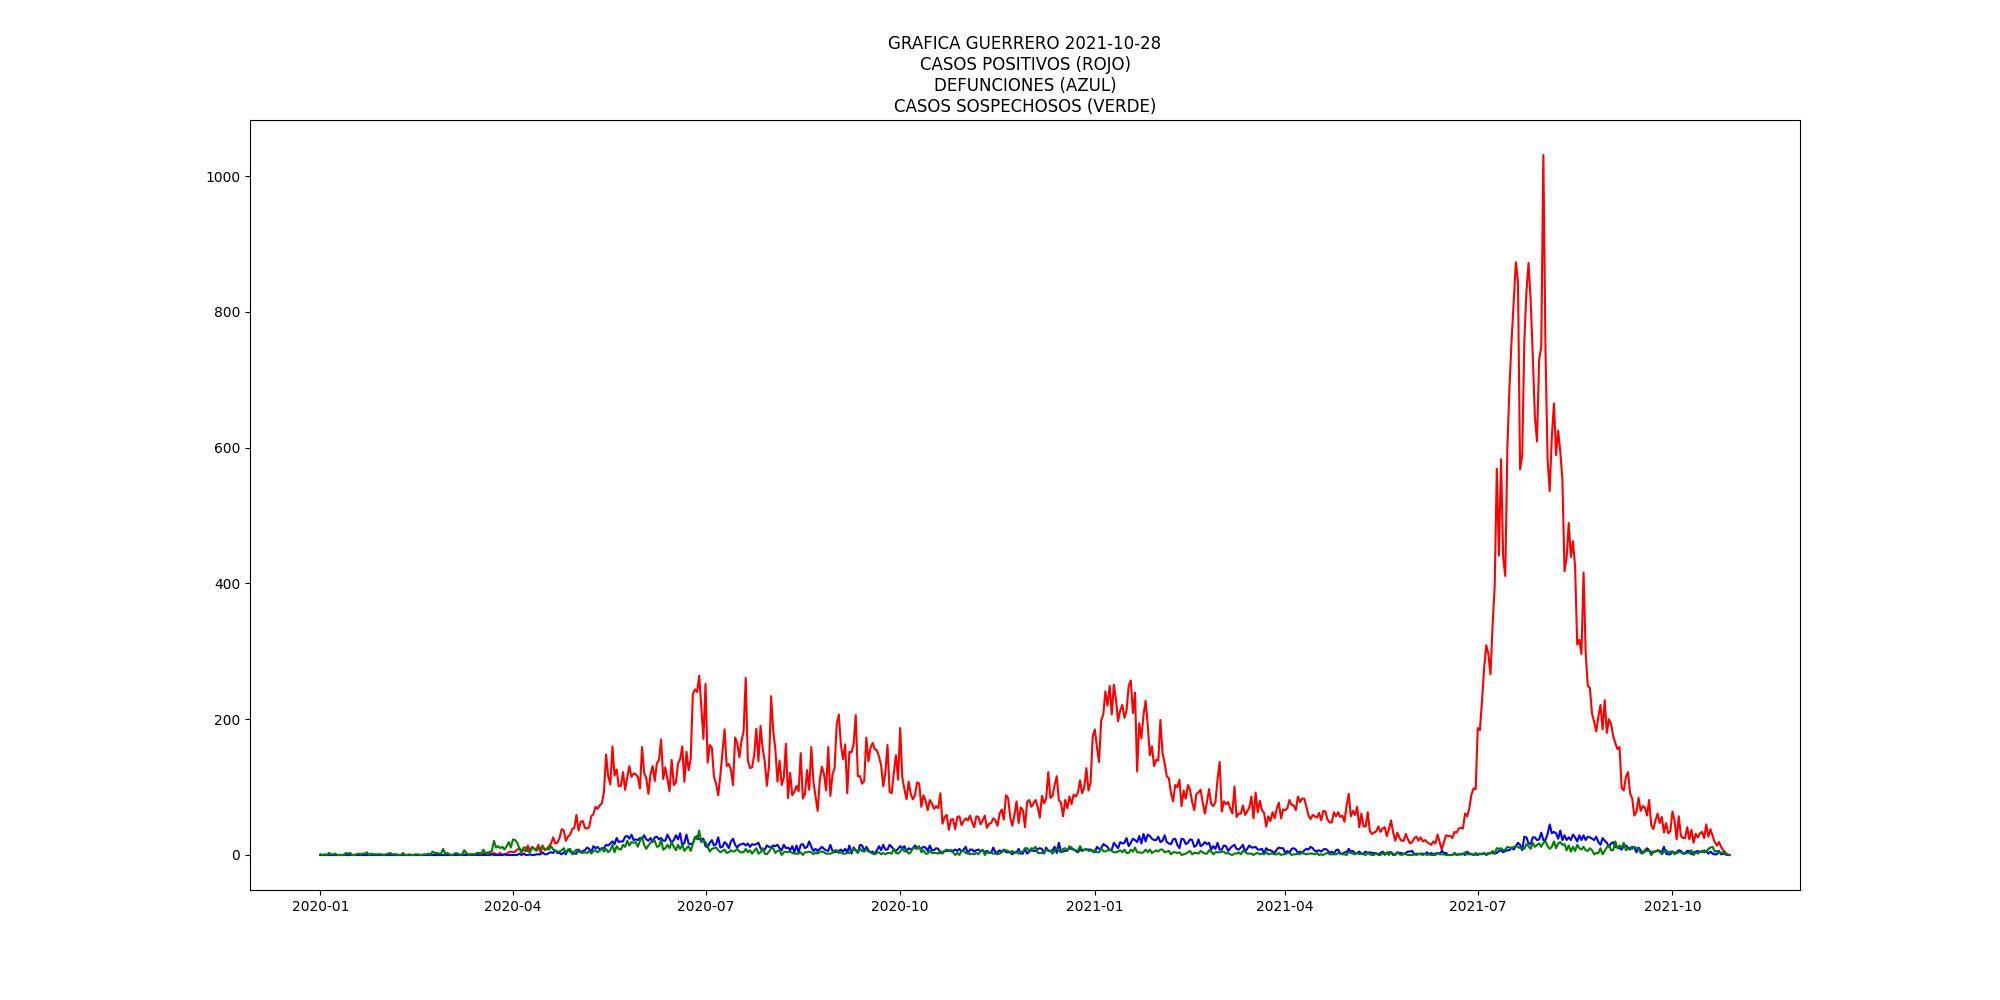 GRAFICA GUERRERO 2021-10-28
CASOS POSITIVOS (ROJO)
DEFUNCIONES (AZUL)
CASOS SOSPECHOSOS (VERDE)
1000
800
600
400
200
0
2020-01 2020-04 2020-07 2020-10 2021-01 2021-04 2021-07 2021-10